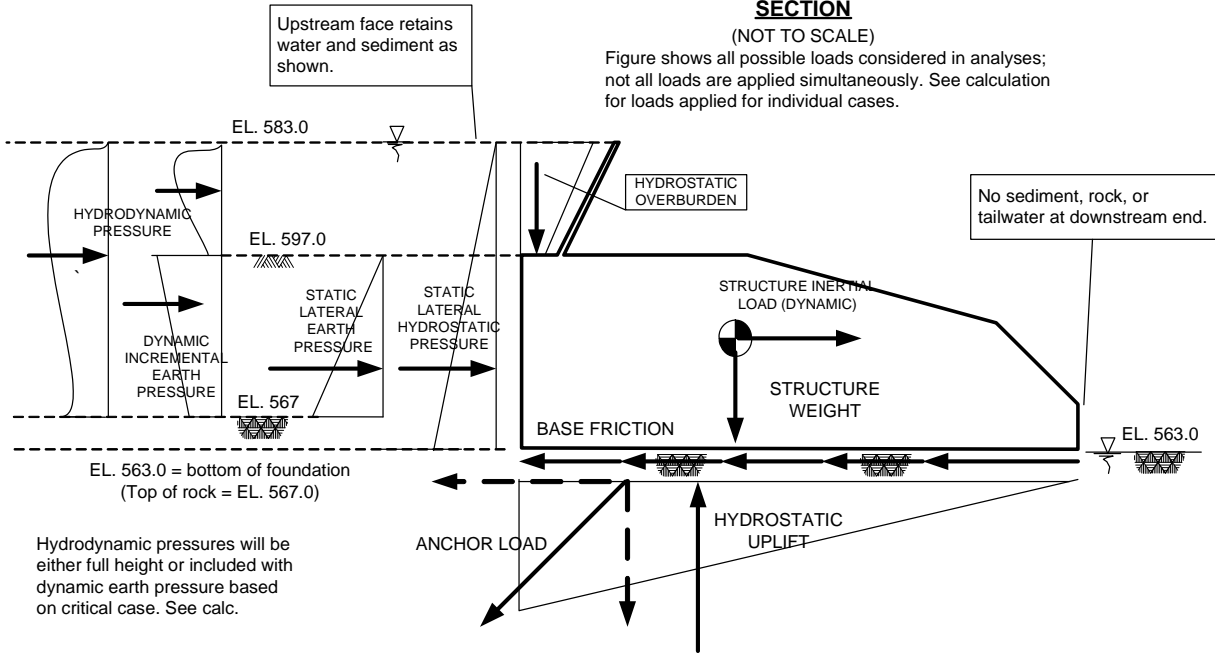 SECTION
(NOT TO SCALE)
Figure shows all possible loads considered in analyses;
not all loads are applied simultaneously. See calculation
for loads applied for individual cases.
Upstream face retains
water and sediment as
shown.
EL. 583.0
HYDROSTATIC
OVERBURDEN
No sediment, rock, or
tailwater at downstream end.
HYDRODYNAMIC
PRESSURE
EL. 597.0
STATIC
LATERAL
EARTH
PRESSURE
STATIC
LATERAL
HYDROSTATIC
PRESSURE
STRUCTURE INERTIAL
LOAD (DYNAMIC)
DYNAMIC
INCREMENTAL
EARTH
PRESSURE
STRUCTURE
WEIGHT
EL. 567
BASE FRICTION
EL. 563.0
EL. 563.0 = bottom of foundation
(Top of rock = EL. 567.0)
HYDROSTATIC
UPLIFT
ANCHOR LOAD
Hydrodynamic pressures will be
either full height or included with
dynamic earth pressure based
on critical case. See calc.